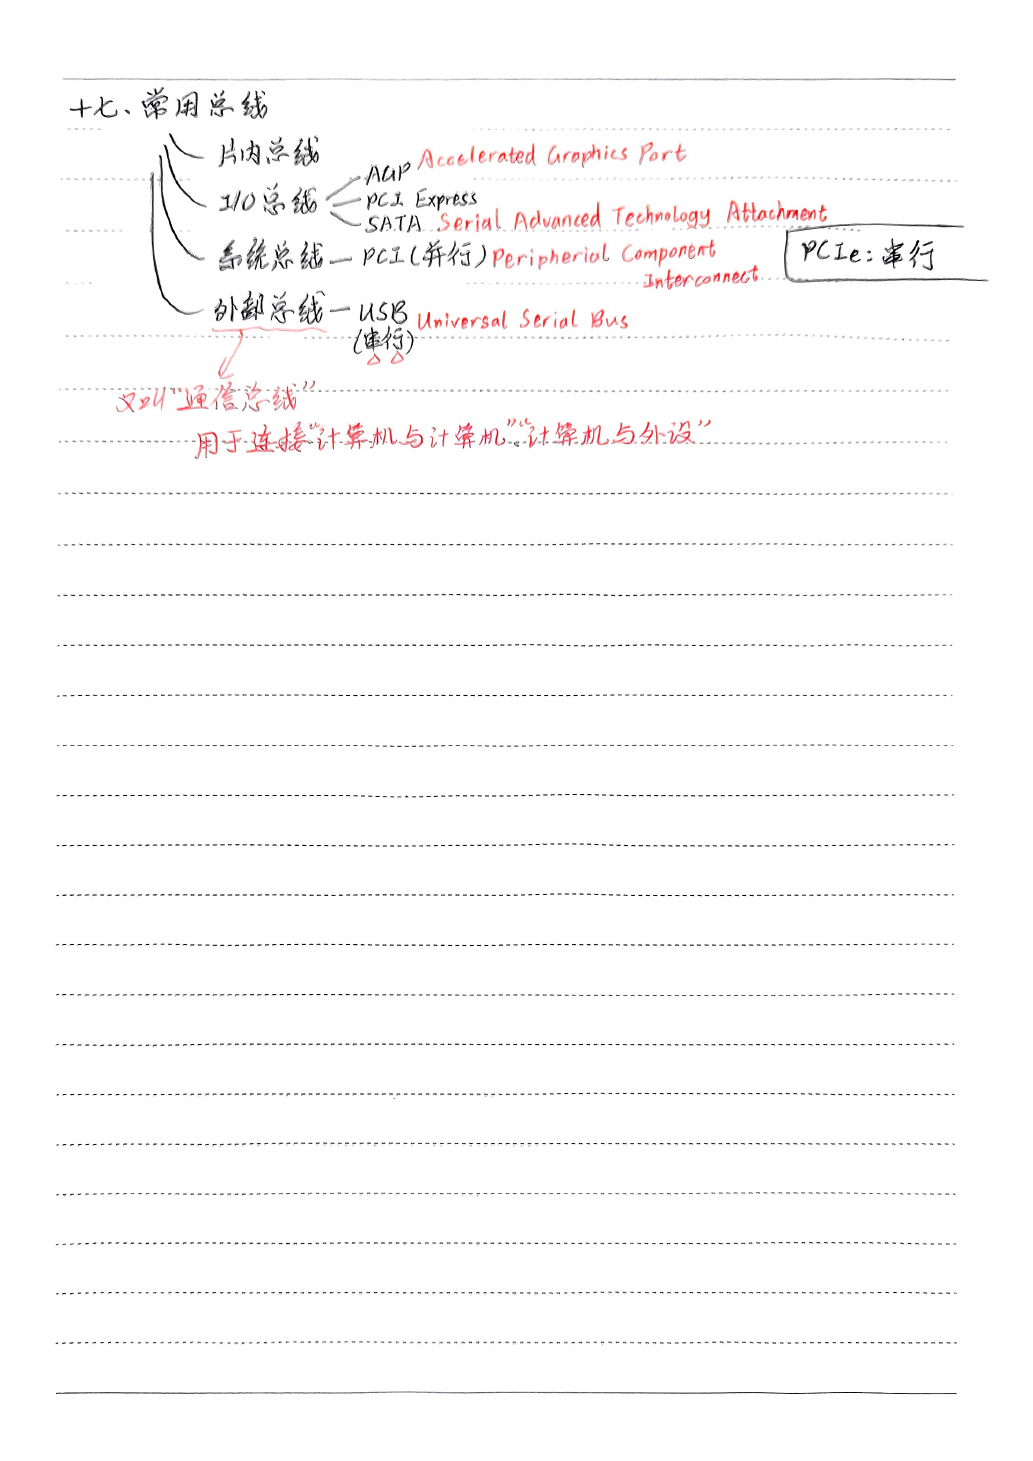 十七、常用总线
片内总线
I/O总线 AGP Accelerated Graphics Port
PCI Express
SATA Serial Advanced Technology Attachment
系统总线 — PCI(并行) Peripherial Component Interconnect
PCIe: 串行
外部总线 — USB Universal Serial Bus
(串行)
又叫“通信总线”
用于连接“计算机与计算机”“计算机与外设”